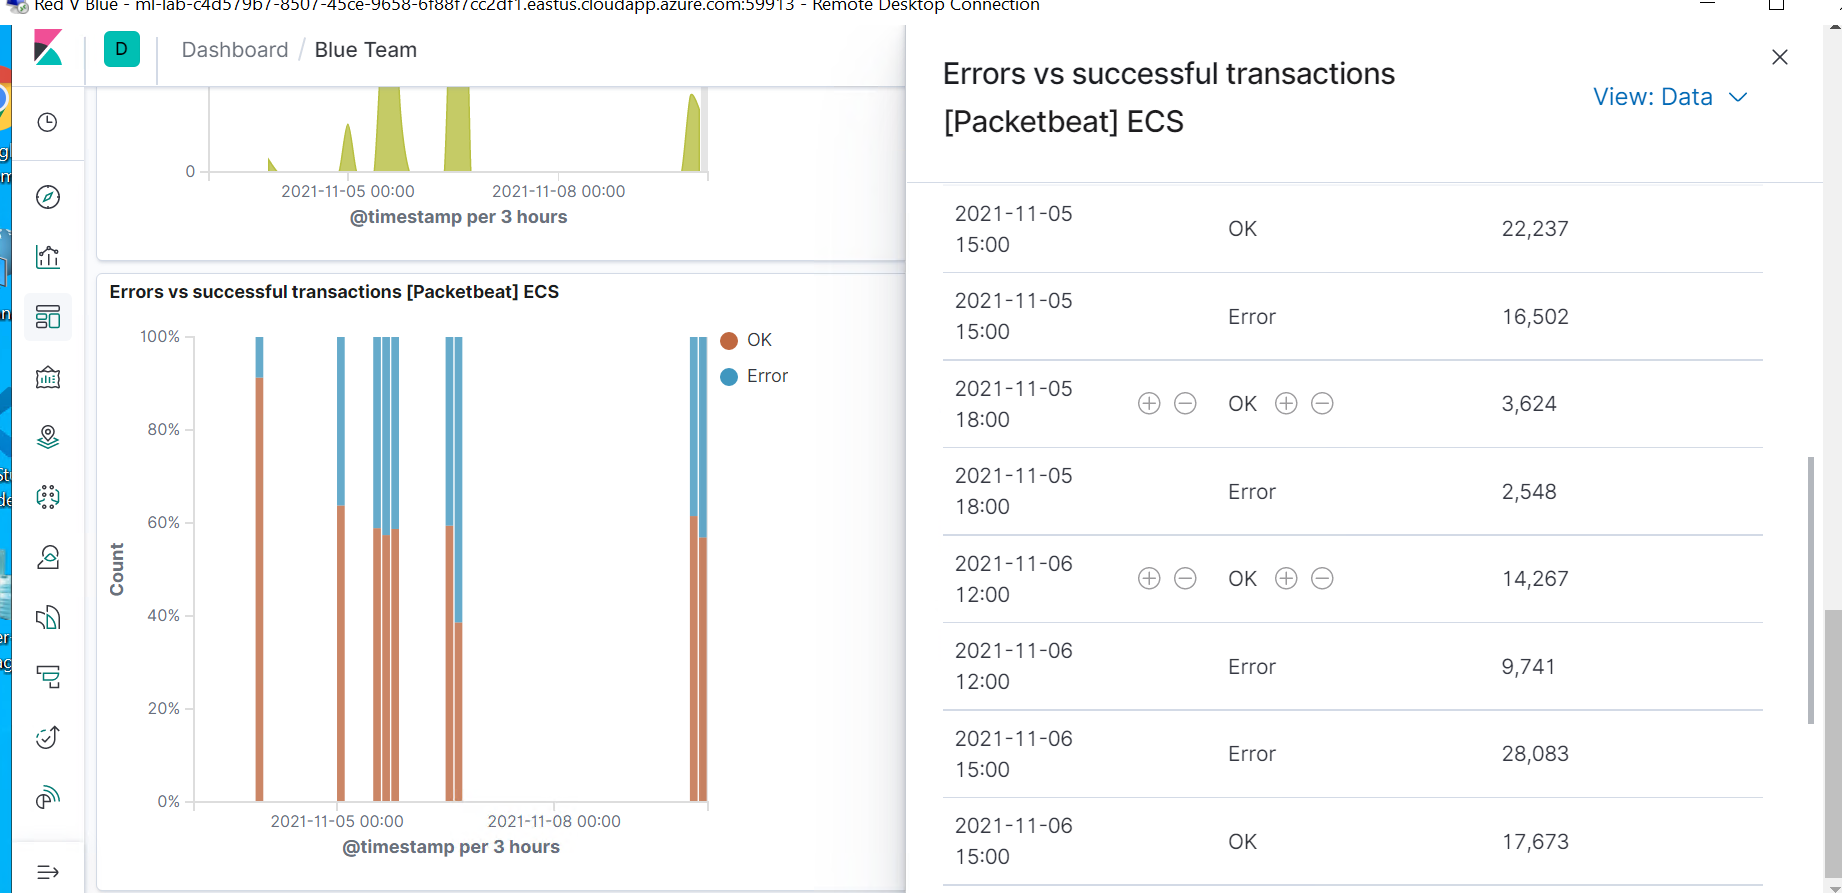 Red V Blue - ml-lab-c4d579b7-8507-45ce-9658-6f88f7cc2df1.eastus.cloudapp.azure.com:59913 - Remote Desktop Connection
D
Dashboard / Blue Team
0
2021-11-05 00:00
2021-11-08 00:00
@timestamp per 3 hours
Errors vs successful transactions [Packetbeat] ECS
100%
80%
60%
40%
20%
0%
Count
2021-11-05 00:00
2021-11-08 00:00
@timestamp per 3 hours
OK
Error
Errors vs successful transactions
[Packetbeat] ECS
View: Data
2021-11-05
15:00
OK
22,237
2021-11-05
15:00
Error
16,502
2021-11-05
18:00
OK
3,624
2021-11-05
18:00
Error
2,548
2021-11-06
12:00
OK
14,267
2021-11-06
12:00
Error
9,741
2021-11-06
15:00
Error
28,083
2021-11-06
15:00
OK
17,673